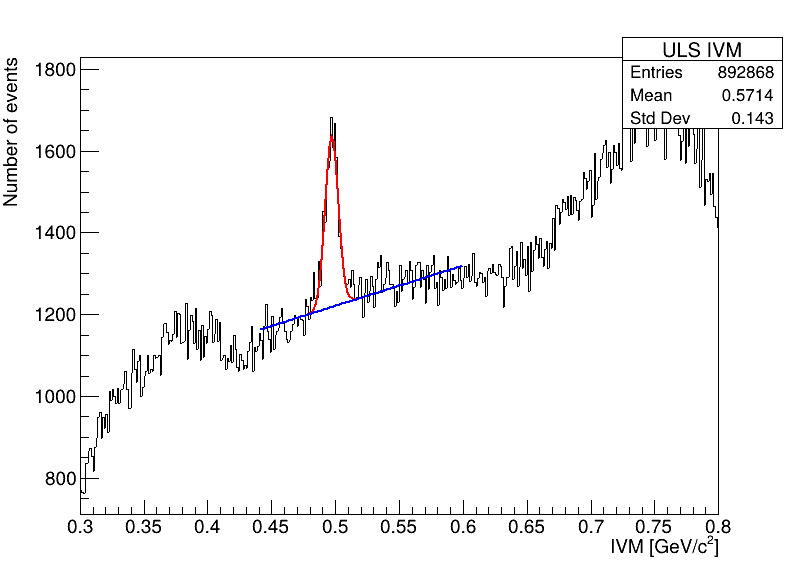 ULS IVM
Entries 892868
Mean 0.5714
Std Dev 0.143
Number of events
1800
1600
1400
1200
1000
800
0.3 0.35 0.4 0.45 0.5 0.55 0.6 0.65 0.7 0.75 0.8
IVM [GeV/c²]